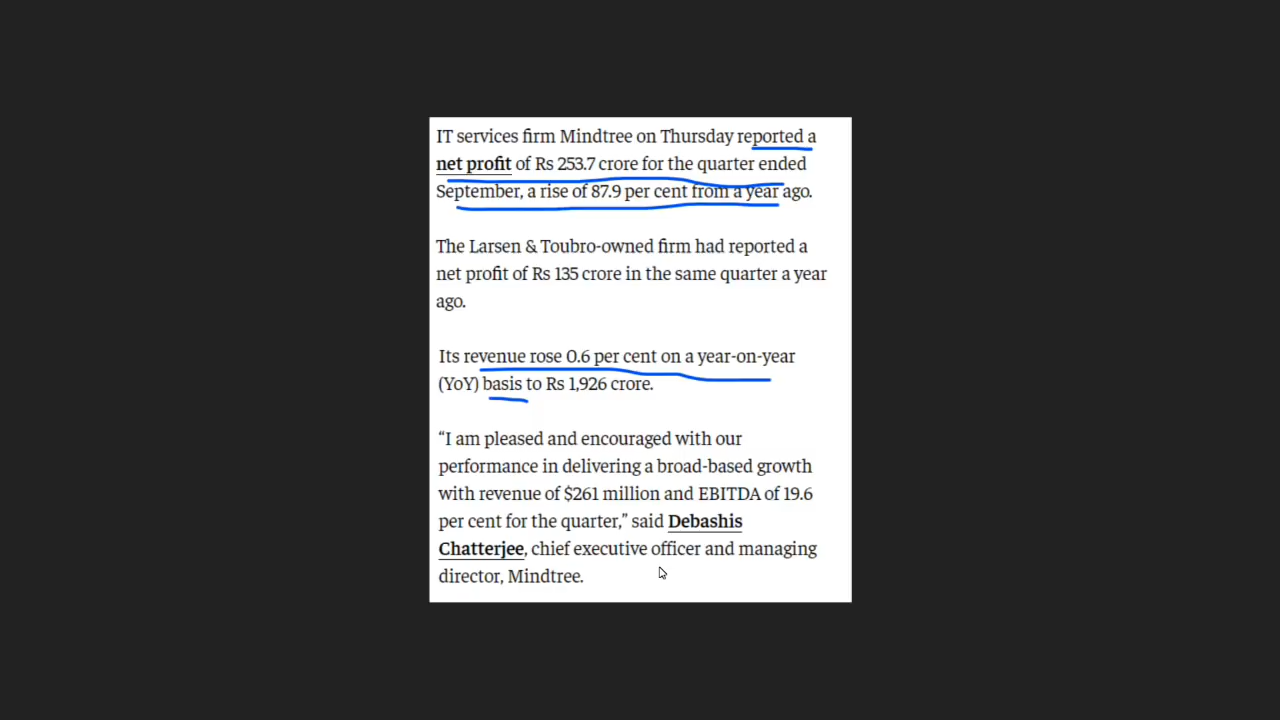 IT services firm Mindtree on Thursday reported a
net profit of Rs 253.7 crore for the quarter ended
September, a rise of 87.9 per cent from a year ago.
The Larsen & Toubro-owned firm had reported a
net profit of Rs 135 crore in the same quarter a year
ago.
Its revenue rose 0.6 per cent on a year-on-year
(YoY) basis to Rs 1,926 crore.
“I am pleased and encouraged with our
performance in delivering a broad-based growth
with revenue of $261 million and EBITDA of 19.6
per cent for the quarter,” said Debashis
Chatterjee, chief executive officer and managing
director, Mindtree.